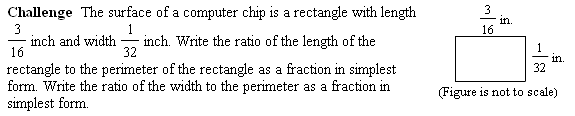 Challenge The surface of a computer chip is a rectangle with length
3/16 inch and width 1/32 inch. Write the ratio of the length of the
rectangle to the perimeter of the rectangle as a fraction in simplest
form. Write the ratio of the width to the perimeter as a fraction in
simplest form.
3/16 in.
1/32 in.
(Figure is not to scale)